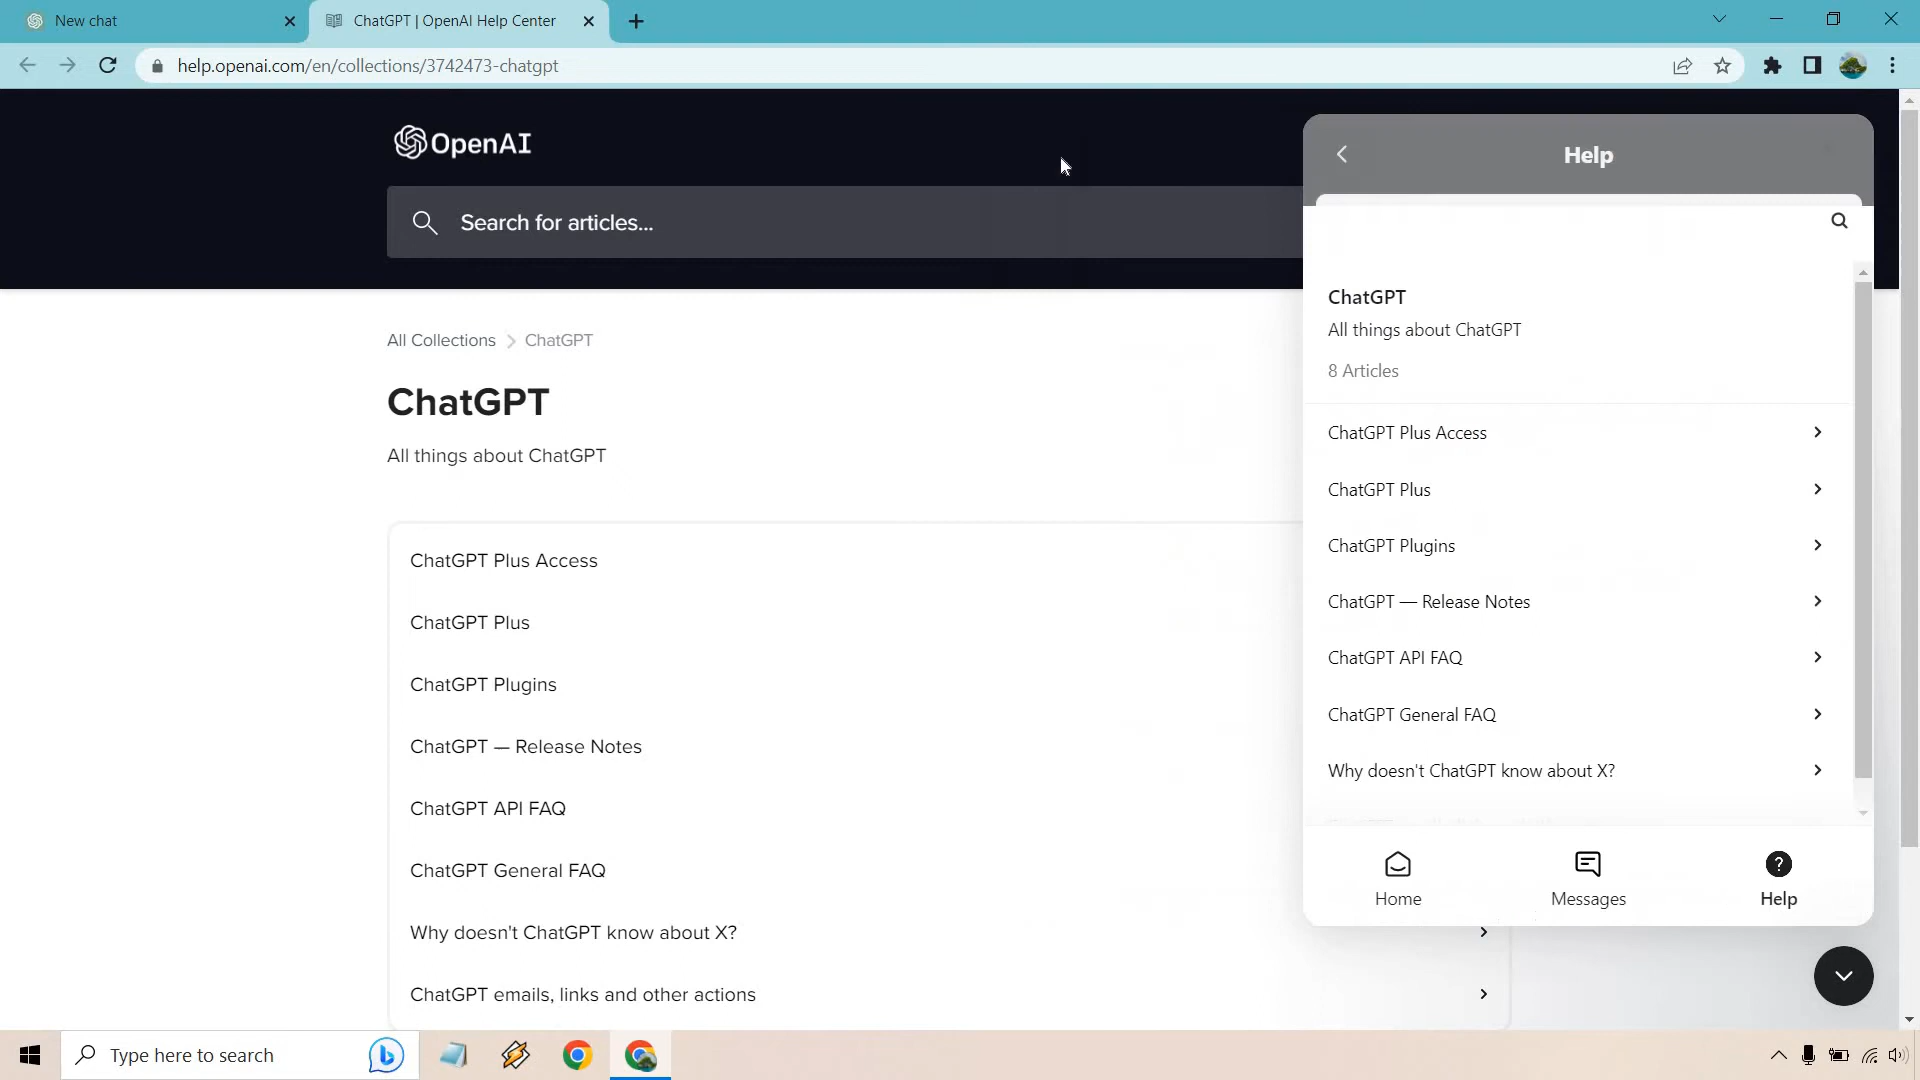 New chat
ChatGPT | OpenAI Help Center
help.openai.com/en/collections/3742473-chatgpt
OpenAI
Search for articles...
All Collections > ChatGPT
ChatGPT
All things about ChatGPT
ChatGPT Plus Access
ChatGPT Plus
ChatGPT Plugins
ChatGPT — Release Notes
ChatGPT API FAQ
ChatGPT General FAQ
Why doesn't ChatGPT know about X?
ChatGPT emails, links and other actions
Help
ChatGPT
All things about ChatGPT
8 Articles
ChatGPT Plus Access
ChatGPT Plus
ChatGPT Plugins
ChatGPT — Release Notes
ChatGPT API FAQ
ChatGPT General FAQ
Why doesn't ChatGPT know about X?
Home
Messages
Help
Type here to search